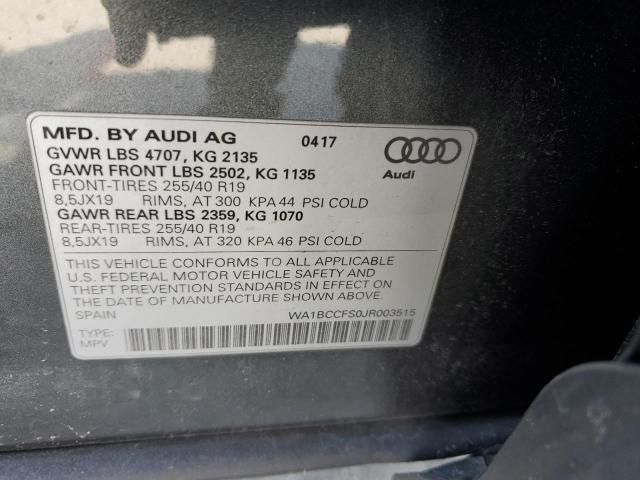 MFD. BY AUDI AG 0417
GVWR LBS 4707, KG 2135
GAWR FRONT LBS 2502, KG 1135
FRONT-TIRES 255/40 R19
8,5JX19 RIMS, AT 300 KPA 44 PSI COLD
GAWR REAR LBS 2359, KG 1070
REAR-TIRES 255/40 R19
8,5JX19 RIMS, AT 320 KPA 46 PSI COLD
Audi
THIS VEHICLE CONFORMS TO ALL APPLICABLE
U.S. FEDERAL MOTOR VEHICLE SAFETY AND
THEFT PREVENTION STANDARDS IN EFFECT ON
THE DATE OF MANUFACTURE SHOWN ABOVE.
SPAIN WA1BCCFS0JR003515
TYPE:
MPV